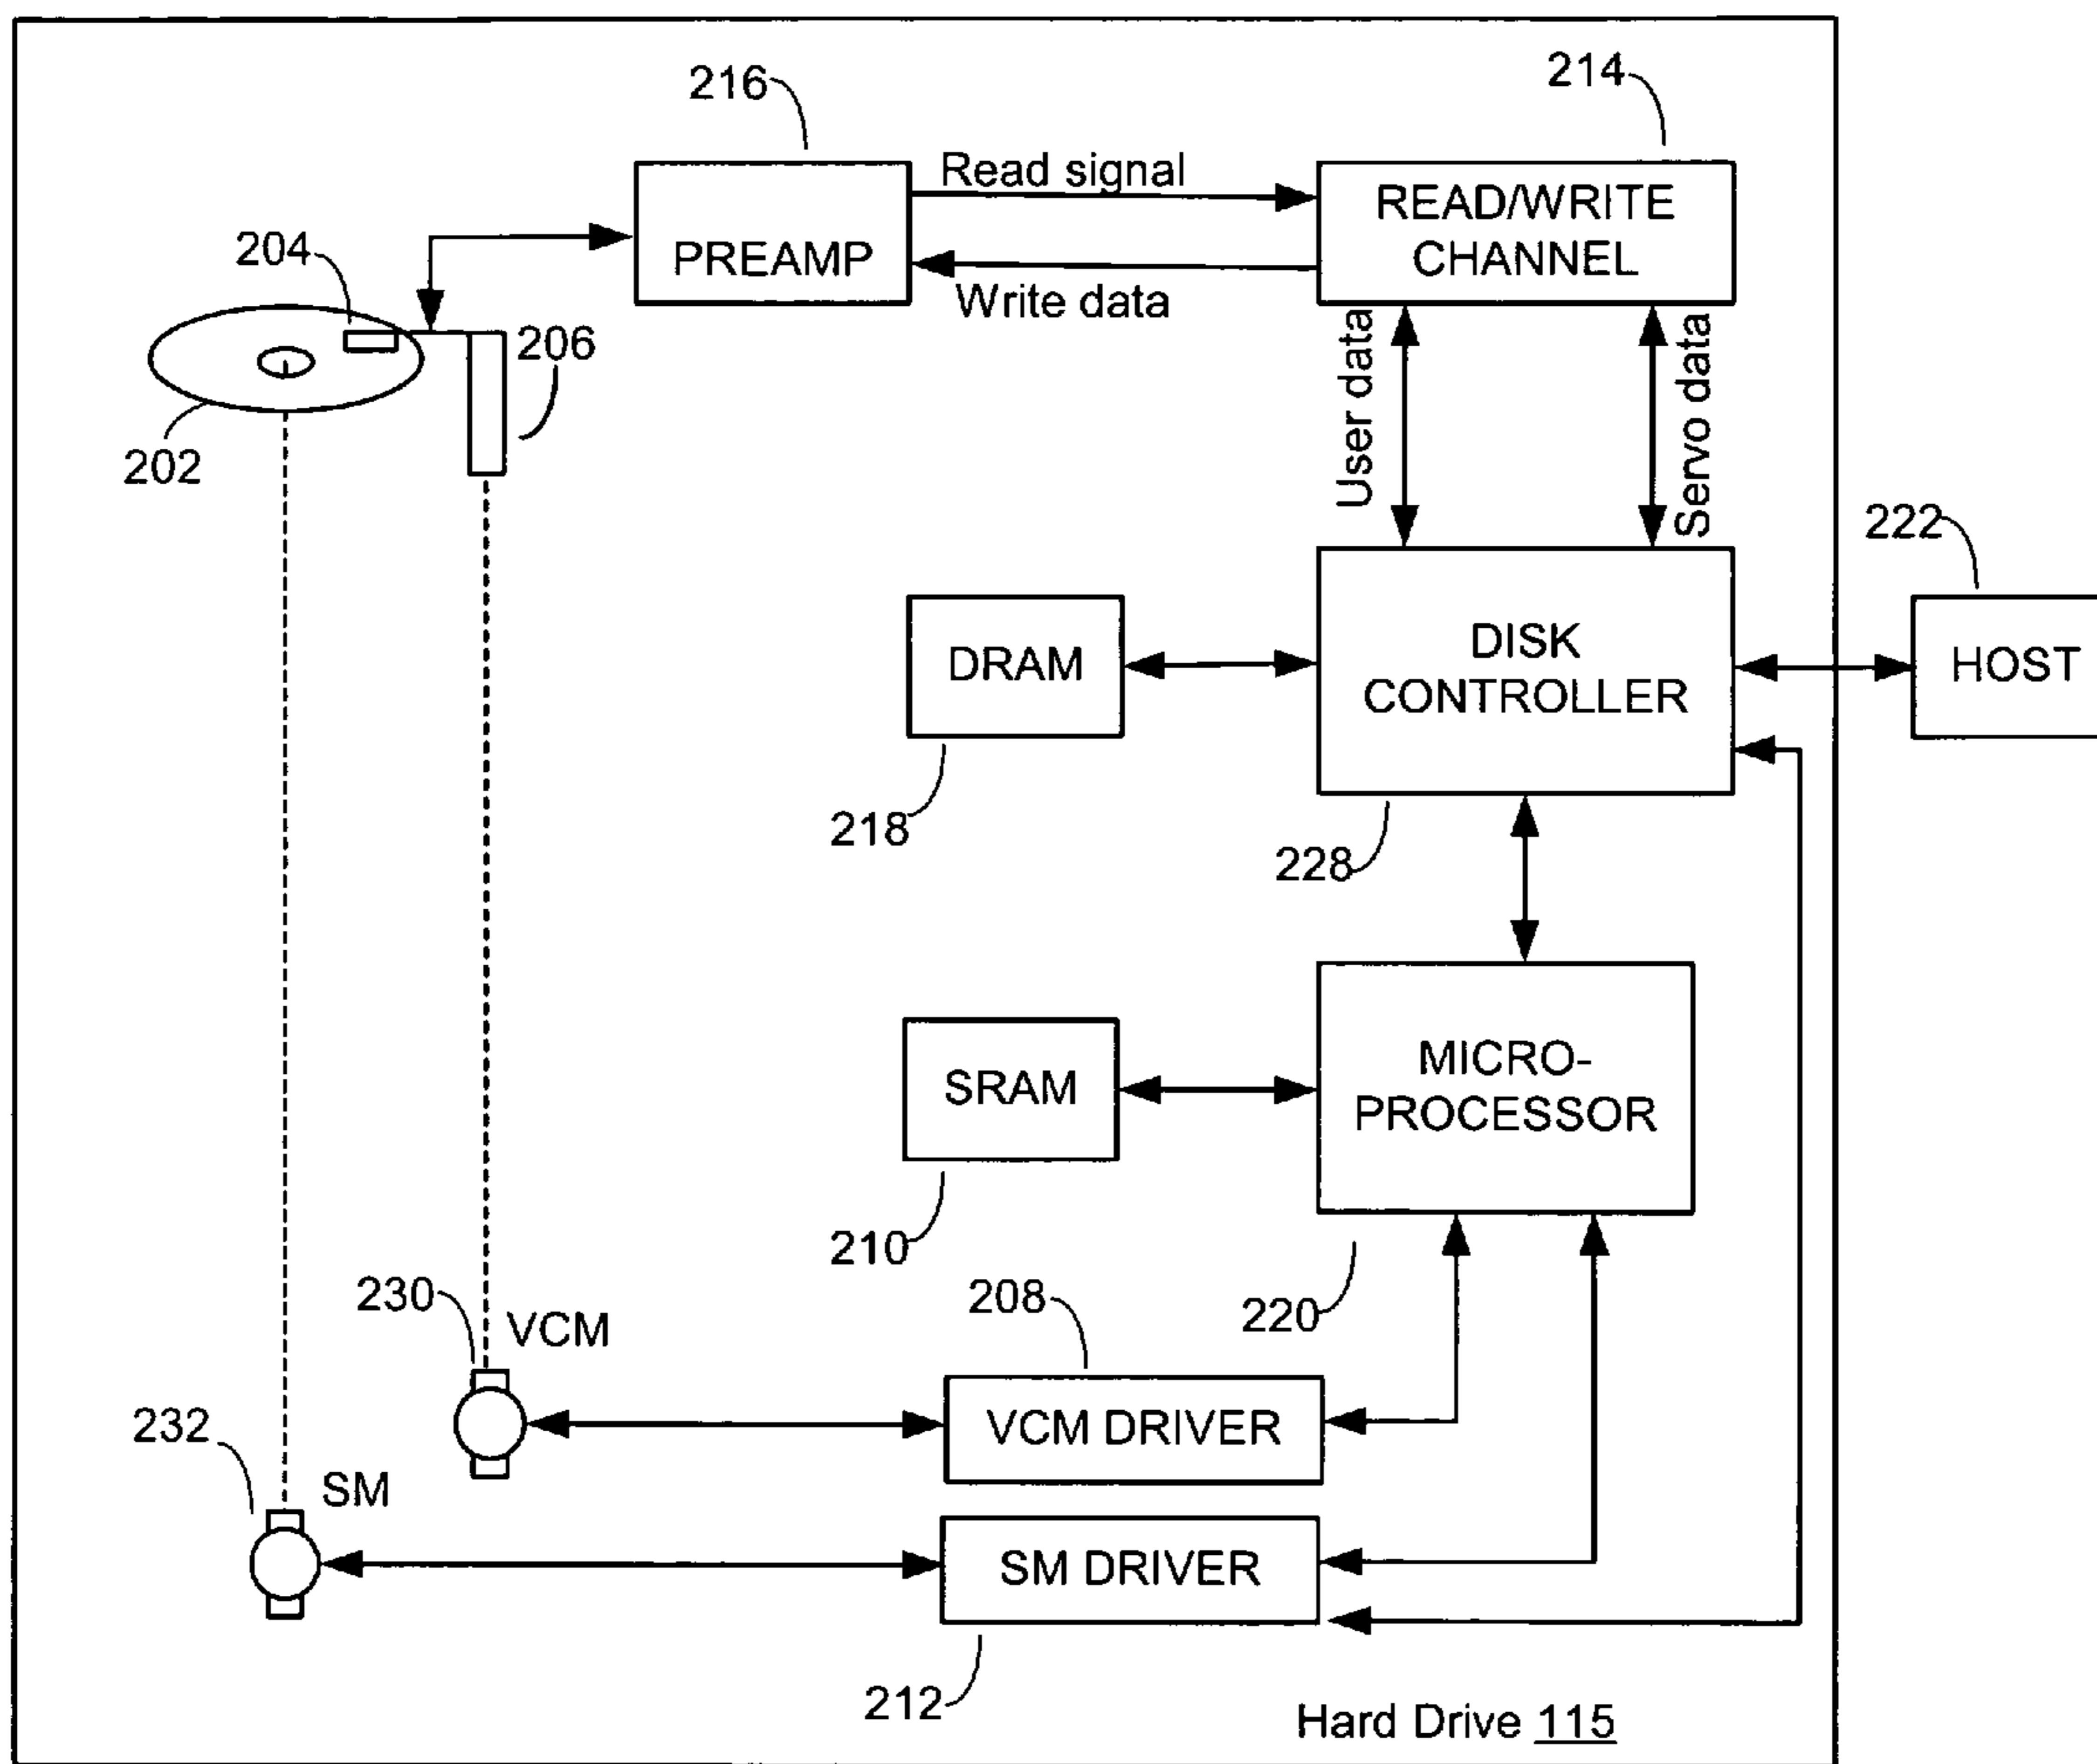 216
214
Read signal
READ/WRITE
CHANNEL
PREAMP
Write data
204
206
202
User data
Servo data
222
DRAM
DISK
CONTROLLER
HOST
218
228
SRAM
MICRO-
PROCESSOR
210
230
VCM
208
220
VCM DRIVER
232
SM
SM DRIVER
212
Hard Drive 115